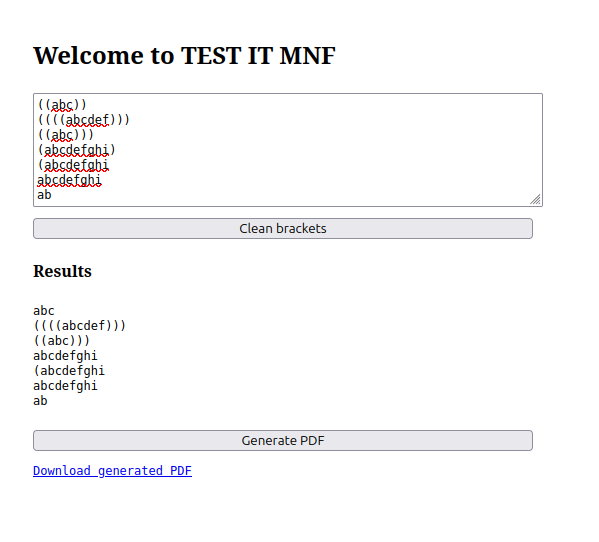 Welcome to TEST IT MNF
((abc))
((((abcdef)))
((abc)))
(abcdefghi)
(abcdefghi
abcdefghi
ab
Clean brackets
Results
abc
((((abcdef)))
((abc)))
abcdefghi
(abcdefghi
abcdefghi
ab
Generate PDF
Download generated PDF